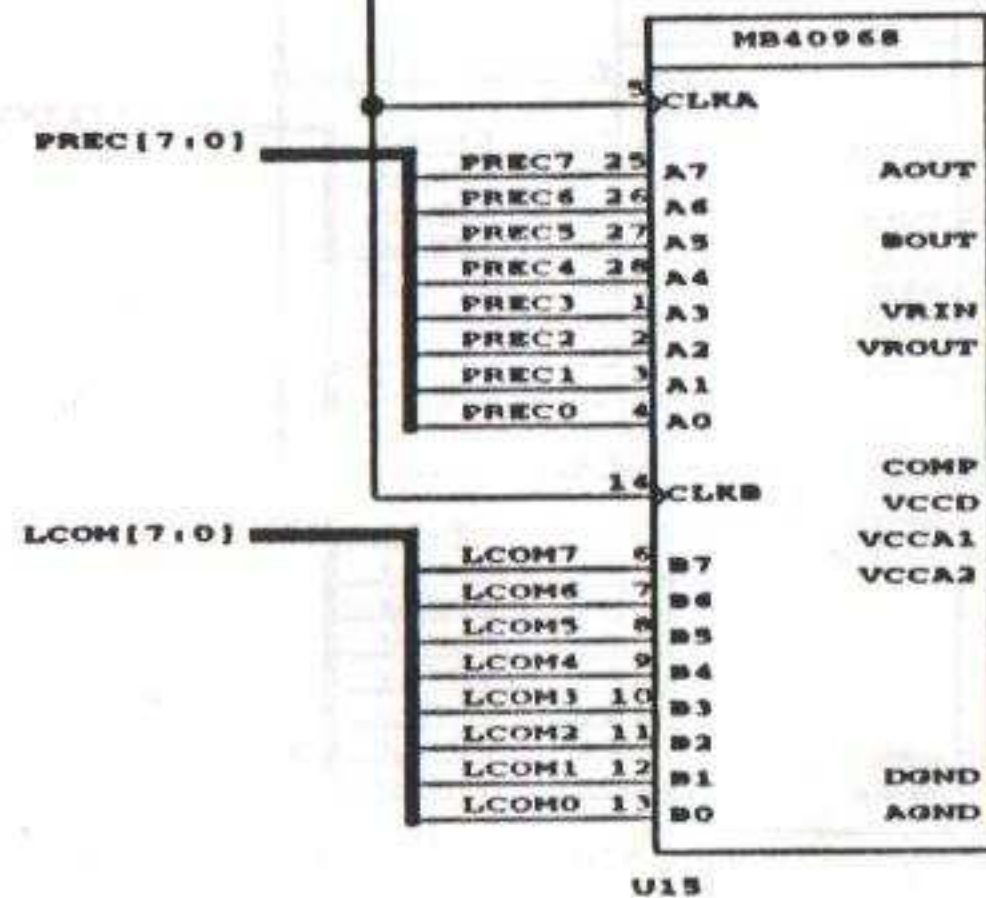 MB40968
5 CLKA
PREC[7:0]
PREC7 25 A7 AOUT
PREC6 26 A6
PREC5 27 A5 BOUT
PREC4 28 A4
PREC3 1 A3 VRIN
PREC2 2 A2 VROUT
PREC1 3 A1
PREC0 4 A0
COMP
14 CLKB VCCD
LCOM[7:0] VCCA1
LCOM7 6 B7 VCCA2
LCOM6 7 B6
LCOM5 8 B5
LCOM4 9 B4
LCOM3 10 B3
LCOM2 11 B2
LCOM1 12 B1 DGND
LCOM0 13 B0 AGND
U15